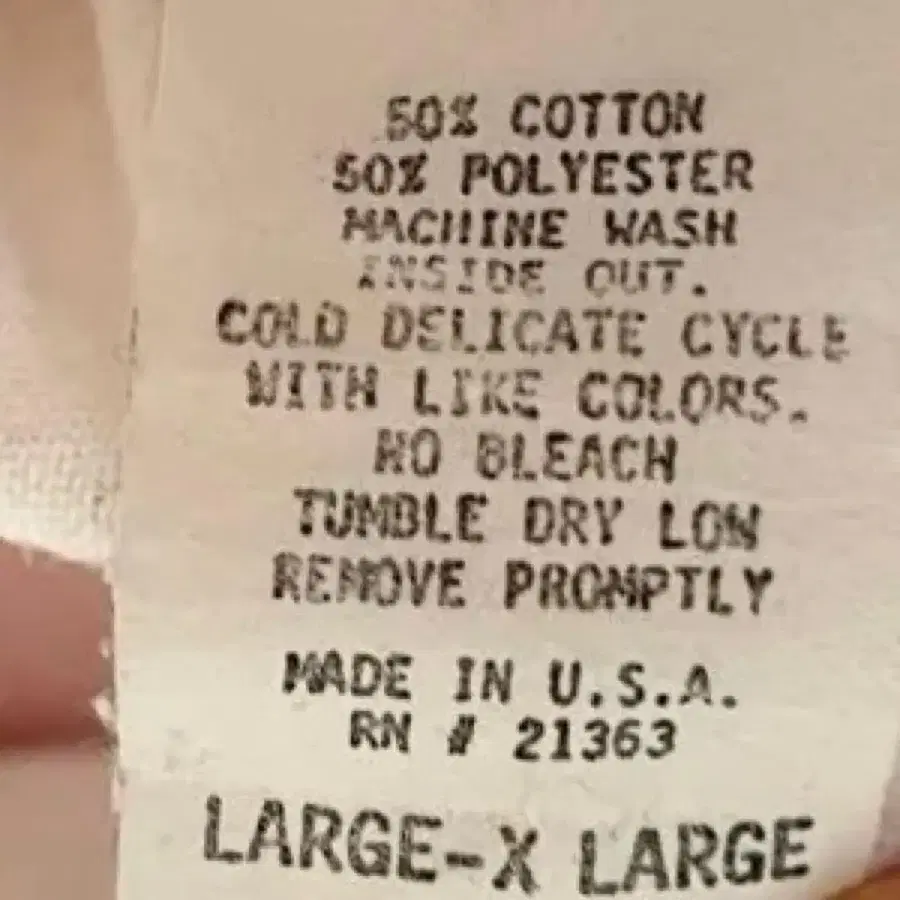 50% COTTON
50% POLYESTER
MACHINE WASH
INSIDE OUT.
COLD DELICATE CYCLE
WITH LIKE COLORS.
NO BLEACH
TUMBLE DRY LOW
REMOVE PROMPTLY
MADE IN U.S.A.
RN # 21363
LARGE-X LARGE